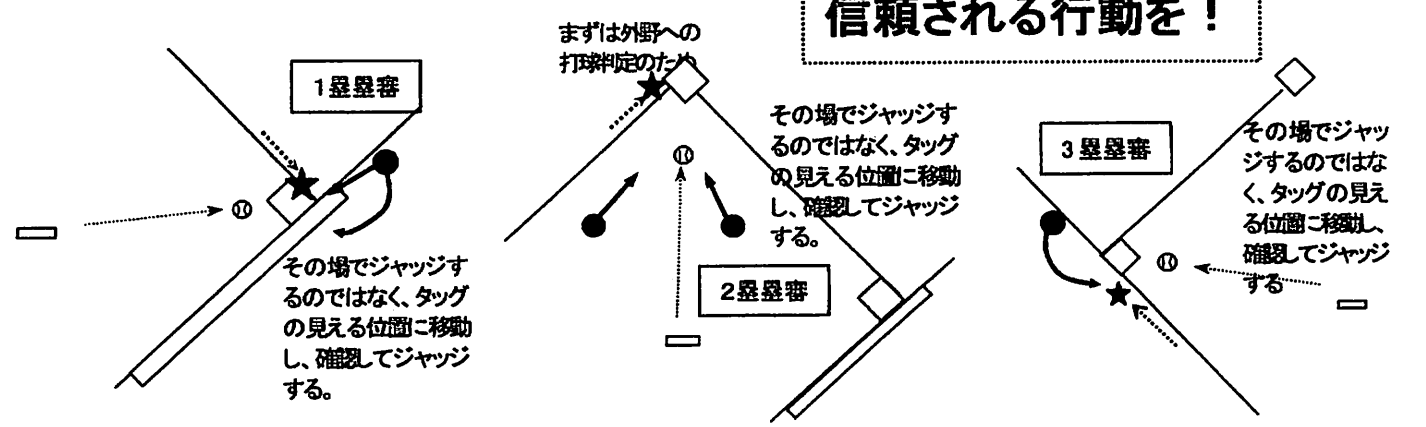 信頼される行動を！
まずは外野への
打球判定のため
1塁塁審
その場でジャッジす
るのではなく、タッグ
の見える位置に移動
し、確認してジャッジ
する。
その場でジャッジす
るのではなく、タッグ
の見える位置に移動
し、確認してジャッジ
する。
2塁塁審
3塁塁審
その場でジャッ
ジするのではな
く、タッグの見え
る位置に移動し、
確認してジャッジ
する